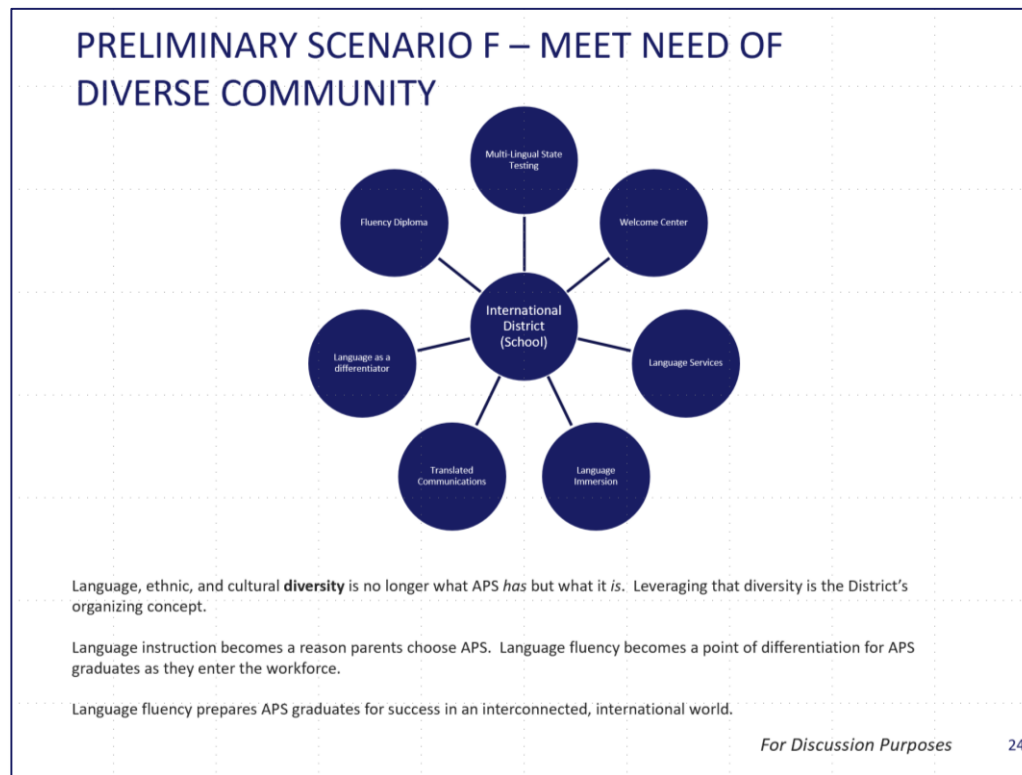 PRELIMINARY SCENARIO F – MEET NEED OF
DIVERSE COMMUNITY
Multi-Lingual State
Testing
Fluency Diploma
Welcome Center
International
District
(School)
Language as a
differentiator
Language Services
Translated
Communications
Language
Immersion
Language, ethnic, and cultural diversity is no longer what APS has but what it is.  Leveraging that diversity is the District's
organizing concept.
Language instruction becomes a reason parents choose APS.  Language fluency becomes a point of differentiation for APS
graduates as they enter the workforce.
Language fluency prepares APS graduates for success in an interconnected, international world.
For Discussion Purposes
24